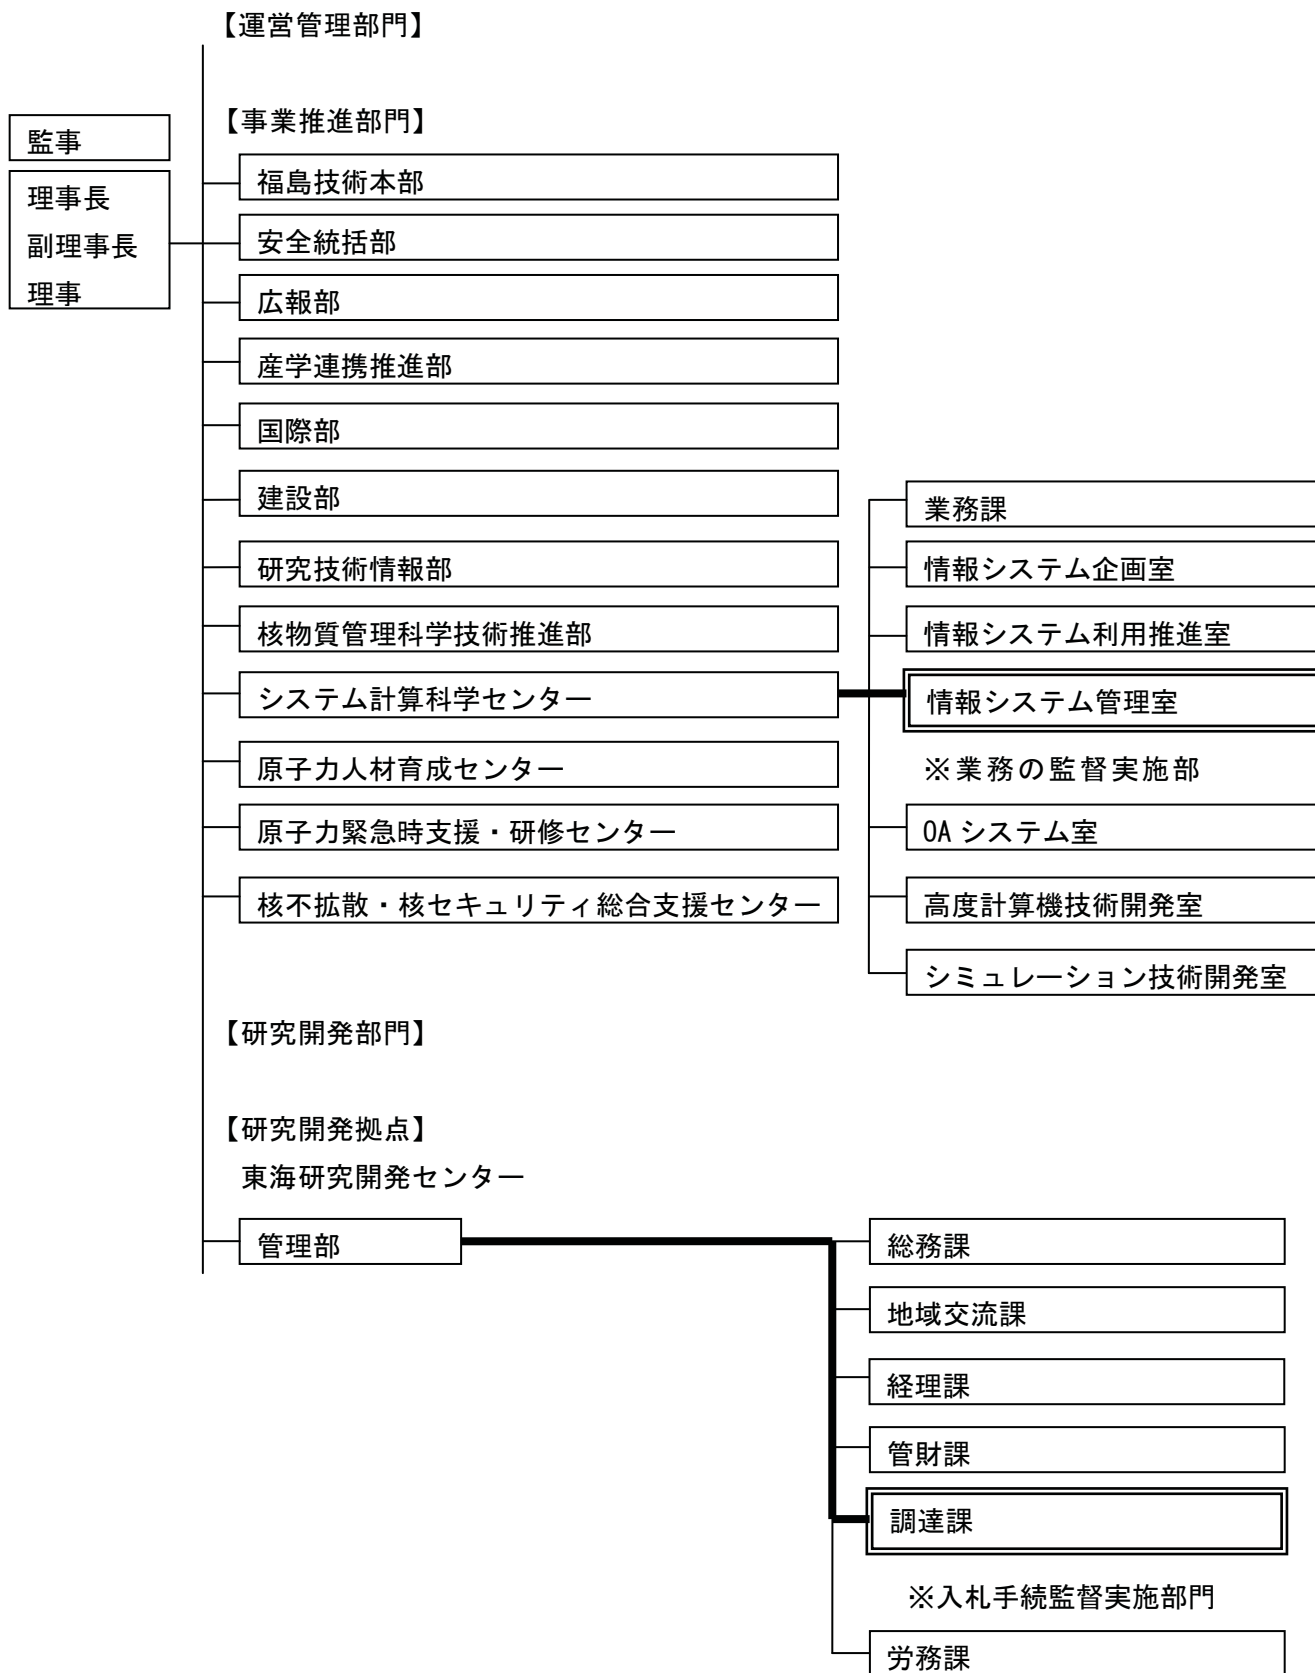 【運営管理部門】
【事業推進部門】
監事
理事長
副理事長
理事
福島技術本部
安全統括部
広報部
産学連携推進部
国際部
建設部
研究技術情報部
核物質管理科学技術推進部
システム計算科学センター
原子力人材育成センター
原子力緊急時支援・研修センター
核不拡散・核セキュリティ総合支援センター
業務課
情報システム企画室
情報システム利用推進室
情報システム管理室
※業務の監督実施部
OA システム室
高度計算機技術開発室
シミュレーション技術開発室
【研究開発部門】
【研究開発拠点】
東海研究開発センター
管理部
総務課
地域交流課
経理課
管財課
調達課
※入札手続監督実施部門
労務課